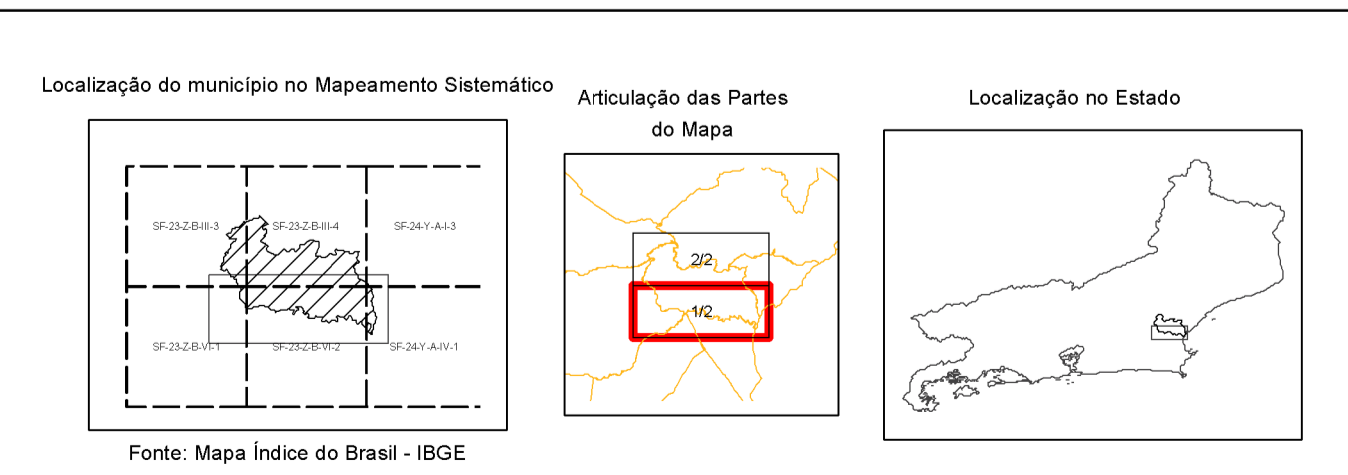 Localização do município no Mapeamento Sistemático
SF-23-Z-B-III-3
SF-23-Z-B-III-4
SF-24-Y-A-I-3
SF-23-Z-B-VI-1
SF-23-Z-B-VI-2
SF-24-Y-A-IV-1
Fonte: Mapa Índice do Brasil - IBGE
Articulação das Partes
do Mapa
2/2
1/2
Localização no Estado